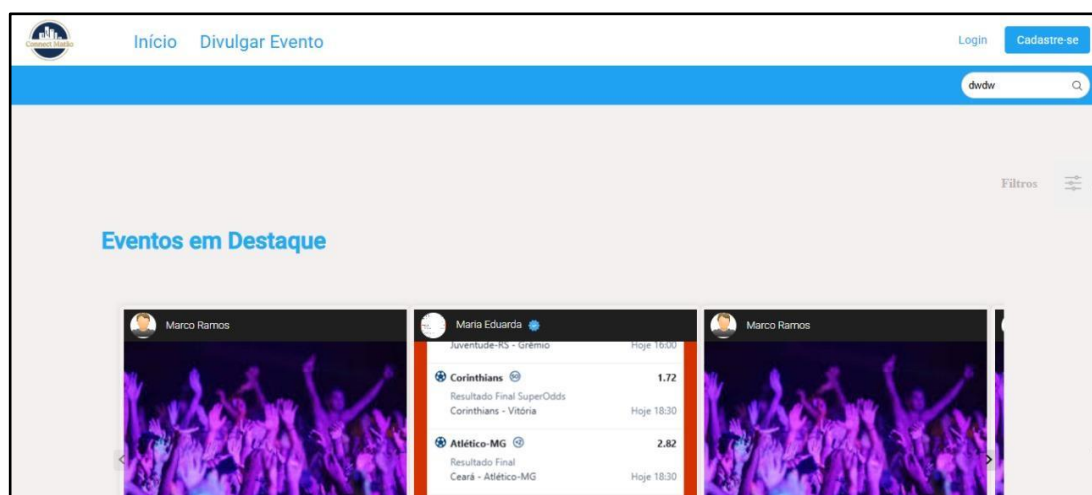 Connect Matão
Início Divulgar Evento Login Cadastre-se
dwdw
Filtros
Eventos em Destaque
Marco Ramos
Maria Eduarda
Marco Ramos
Juventude-RS - Grêmio Hoje 16:00
Corinthians 1.72
Resultado Final SuperOdds
Corinthians - Vitória Hoje 18:30
Atlético-MG 2.82
Resultado Final
Ceará - Atlético-MG Hoje 18:30